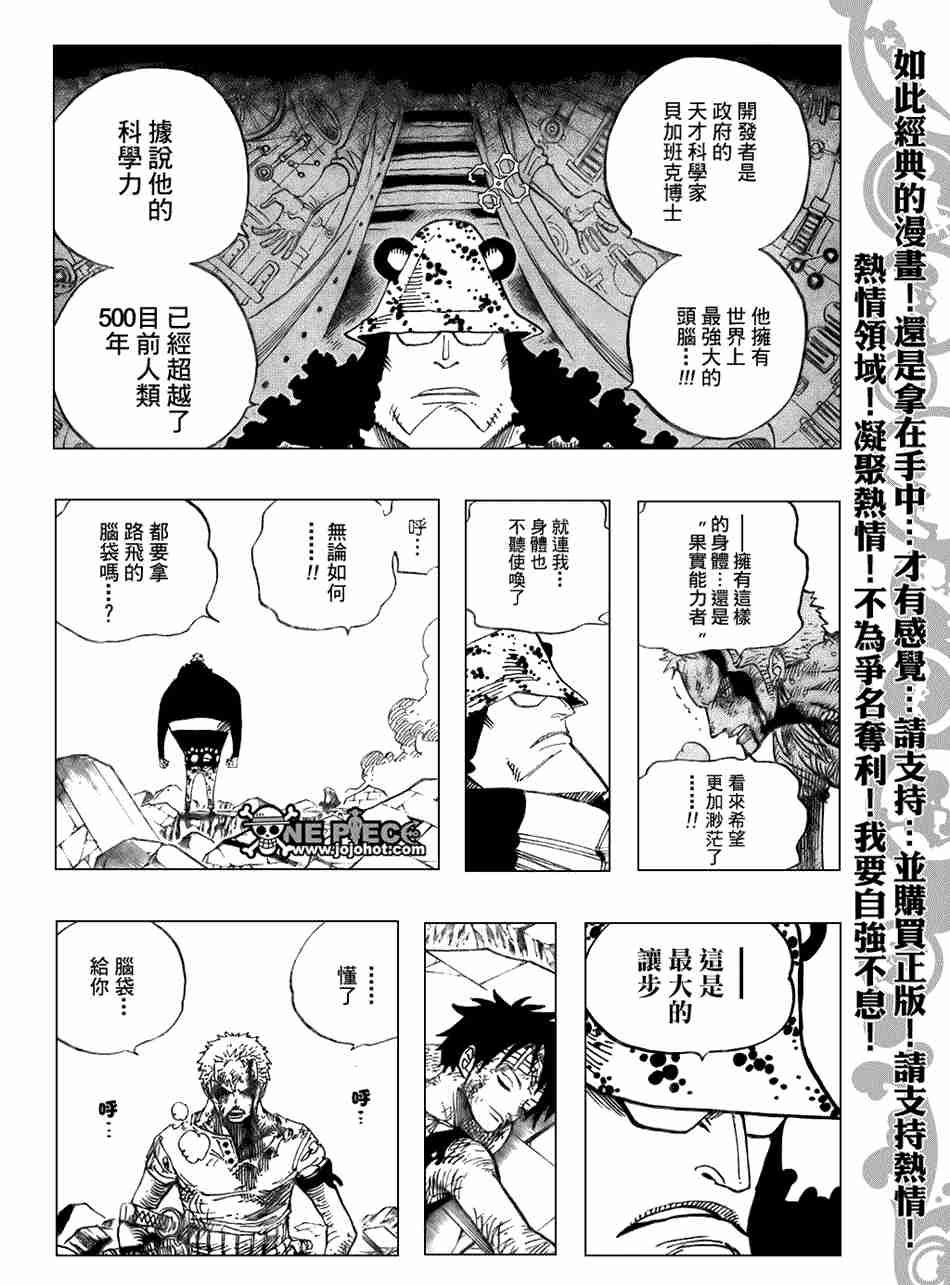 開發者是
政府的
天才科學家
貝加班克博士
他擁有
世界上
最強大的
頭腦…!!!
據說他的
科學力
已經超越了
目前人類
500年
──擁有這樣
的身體…還是
"果實能力者"
看來希望
更加渺茫了
……!!
就連我…
身體也
不聽使喚了
呼…
無論如何
……!!
都要拿
路飛的
腦袋嗎
……?
ONE PIECE
www.jojohot.com
──
這是
最大的
讓步
……
懂了
腦袋…
給你
呼…
呼…
如此經典的漫畫！還是拿在手中…才有感覺…請支持…並購買正版！請支持熱情！
熱情領域！凝聚熱情！不為爭名奪利！我要自強不息！